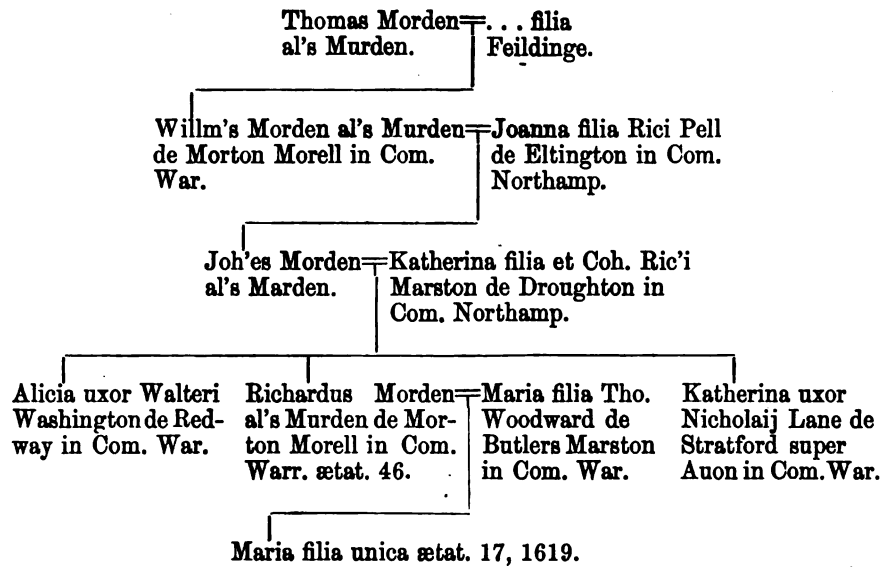 Thomas Morden=. . . filia
al's Murden. Feildinge.
Willm's Morden al's Murden=Joanna filia Rici Pell
de Morton Morell in Com. de Eltington in Com.
War. Northamp.
Joh'es Morden=Katherina filia et Coh. Ric'i
al's Marden. Marston de Droughton in
Com. Northamp.
Alicia uxor Walteri
Washington de Red-
way in Com. War.
Richardus Morden=
al's Murden de Mor-
ton Morell in Com.
Warr. ætat. 46.
Maria filia Tho.
Woodward de
Butlers Marston
in Com. War.
Katherina uxor
Nicholaij Lane de
Stratford super
Auon in Com. War.
Maria filia unica ætat. 17, 1619.